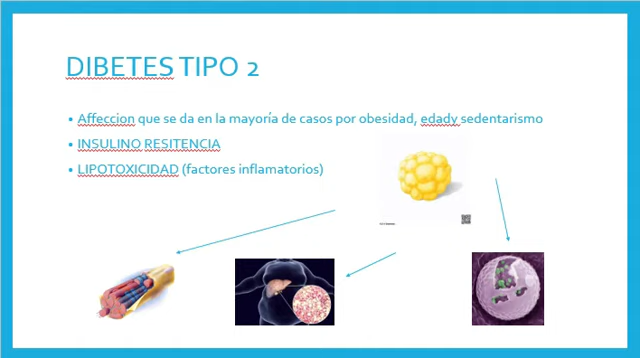 DIBETES TIPO 2
• Affeccion que se da en la mayoría de casos por obesidad, edady sedentarismo
• INSULINO RESITENCIA
• LIPOTOXICIDAD (factores inflamatorios)